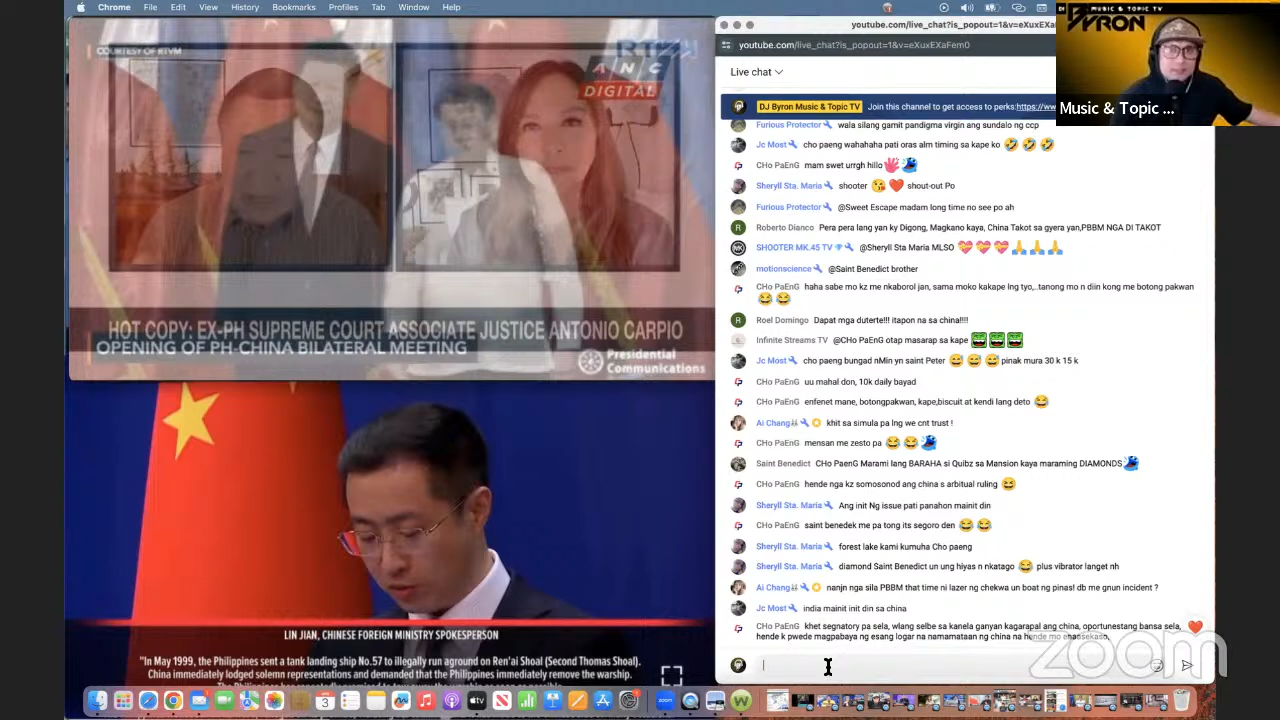 Chrome File Edit View History Bookmarks Profiles Tab Window Help
COURTESY OF RTVM
ANC
DIGITAL
HOT COPY: EX-PH SUPREME COURT ASSOCIATE JUSTICE ANTONIO CARPIO
OPENING OF PH-CHINA BILATERAL MEETING
Presidential
Communications
LIN JIAN, CHINESE FOREIGN MINISTRY SPOKESPERSON
"In May 1999, the Philippines sent a tank landing ship No.57 to illegally run aground on Ren'ai Shoal (Second Thomas Shoal).
China immediately lodged solemn representations and demanded that the Philippines immediately remove the warship.
youtube.com/live_chat?is_popout=1&v=eXuxEXa
youtube.com/live_chat?is_popout=1&v=eXuxEXaFem0
Live chat
DJ Byron Music & Topic TV Join this channel to get access to perks:https://ww
Furious Protector wala silang gamit pandigma virgin ang sundalo ng ccp
Jc Most cho paeng wahahaha pati oras alm timing sa kape ko
CHo PaEnG mam swet urrgh hillo
Sheryll Sta. Maria shooter shout-out Po
Furious Protector @Sweet Escape madam long time no see po ah
R Roberto Dianco Pera pera lang yan ky Digong, Magkano kaya, China Takot sa gyera yan,PBBM NGA DI TAKOT
SHOOTER MK.45 TV @Sheryll Sta Maria MLSO
motionscience @Saint Benedict brother
CHo PaEnG haha sabe mo kz me nkaborol jan, sama moko kakape lng tyo,..tanong mo n diin kong me botong pakwan
R Roel Domingo Dapat mga duterte!!! itapon na sa china!!!!
Infinite Streams TV @CHo PaEnG otap masarap sa kape
Jc Most cho paeng bungad nMin yn saint Peter pinak mura 30 k 15 k
CHo PaEnG uu mahal don, 10k daily bayad
CHo PaEnG enfenet mane, botongpakwan, kape,biscuit at kendi lang deto
Ai Chang khit sa simula pa lng we cnt trust !
CHo PaEnG mensan me zesto pa
Saint Benedict CHo PaenG Marami lang BARAHA si Quibz sa Mansion kaya maraming DIAMONDS
CHo PaEnG hende nga kz somosonod ang china s arbitual ruling
Sheryll Sta. Maria Ang init Ng issue pati panahon mainit din
CHo PaEnG saint benedek me pa tong its segoro den
Sheryll Sta. Maria forest lake kami kumuha Cho paeng
Sheryll Sta. Maria diamond Saint Benedict un ung hiyas n nkatago plus vibrator langet nh
Ai Chang nanjn nga sila PBBM that time ni lazer ng chekwa un boat ng pinas! db me gnun incident ?
Jc Most india mainit init din sa china
CHo PaEnG khet segnatory pa sela, wlang selbe sa kanela ganyan kagarapal ang china, oportunestang bansa sela,
hende k pwede magpabaya ng esang logar na namamataan ng china na hende mo enansekaso,
MUSIC & TOPIC TV
BYRON
Music & Topic ...
zoom